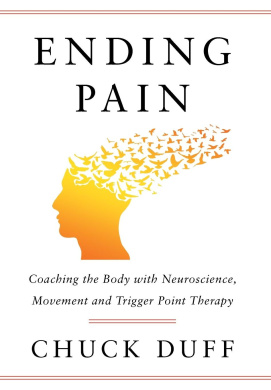 ENDING
PAIN
Coaching the Body with Neuroscience,
Movement and Trigger Point Therapy
CHUCK DUFF